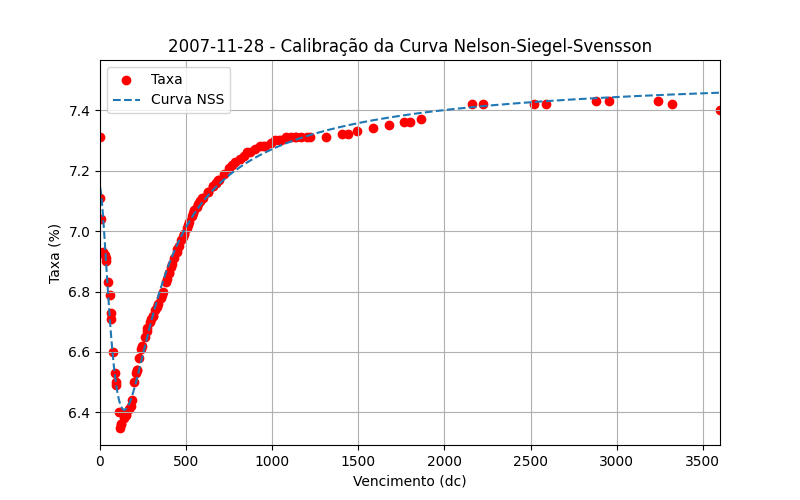 2007-11-28 - Calibração da Curva Nelson-Siegel-Svensson
Taxa
Curva NSS
Taxa (%)
7.4
7.2
7.0
6.8
6.6
6.4
0
500
1000
1500
2000
2500
3000
3500
Vencimento (dc)